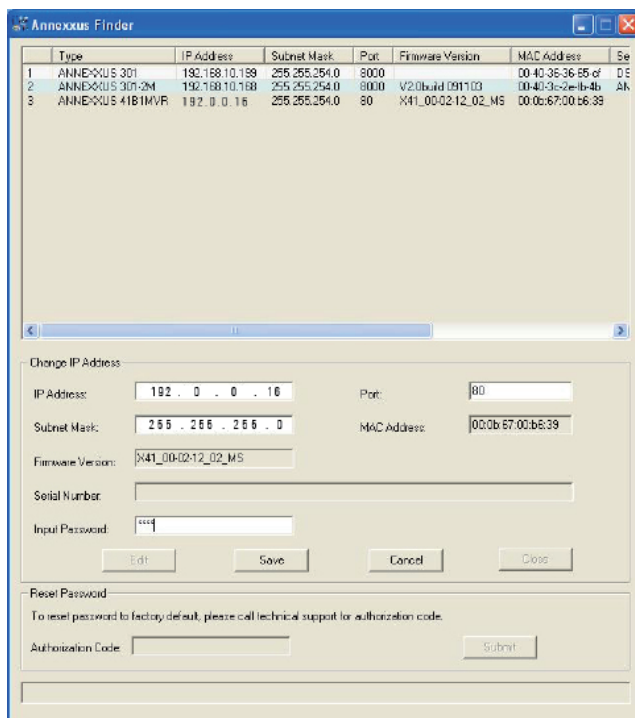 Annexxus Finder
Type IP Address Subnet Mask Port Firmware Version MAC Address Se
1 ANNEXXUS 301 192.168.10.189 255.255.254.0 8000 00-40-36-36-65-cf DS
2 ANNEXXUS 301-2M 192.168.10.168 255.255.254.0 8000 V2.0build 091103 AN
3 ANNEXXUS 41B1MVR 192.0.0.16 255.255.254.0 80 X41_00-02-12_02_MS 00:0b:67:00:b6:39
Change IP Address
IP Address: 192 . 0 . 0 . 16 Port: 80
Subnet Mask: 255 . 255 . 255 . 0 MAC Address: 00:0b:67:00:b6:39
Firmware Version: X41_00-02-12_02_MS
Serial Number:
Input Password: ****
Edit Save Cancel Close
Reset Password
To reset password to factory default, please call technical support for authorization code.
Authorization Code: Submit